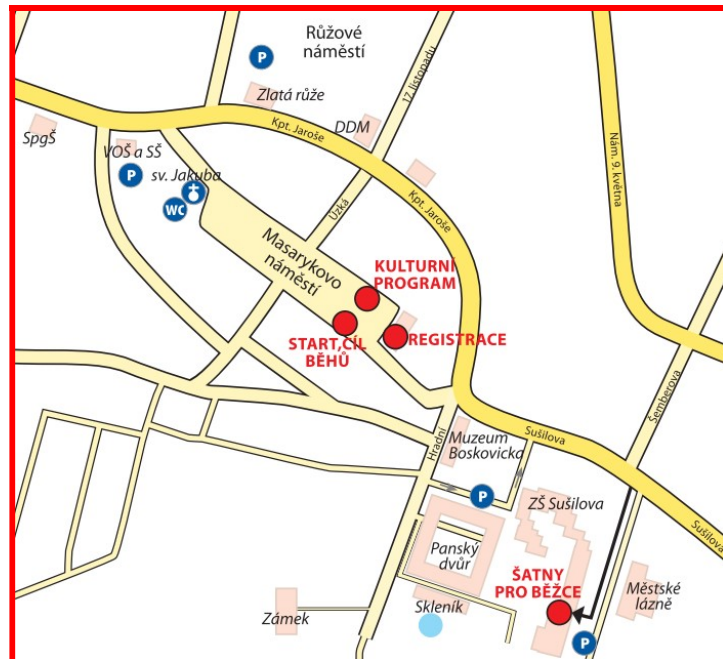 Růžové
náměstí
P
Zlatá růže
17. listopadu
DDM
Kpt. Jaroše
SpgŠ
VOŠ a SŠ
P
sv. Jakuba
WC
Úzká
Kpt. Jaroše
Nám. 9. května
Masarykovo
náměstí
KULTURNÍ
PROGRAM
START,CÍL
BĚHŮ
REGISTRACE
Šemberova
Hradní
Muzeum
Boskovicka
Sušilova
P
ZŠ Sušilova
Sušilova
Panský
dvůr
ŠATNY
PRO BĚŽCE
Městské
lázně
Skleník
Zámek
P